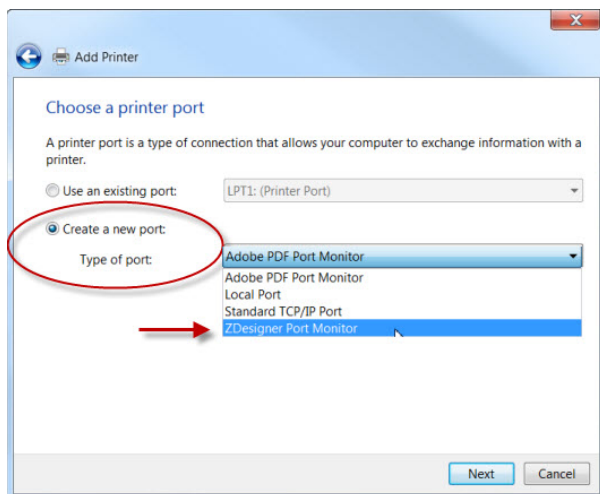 X
Add Printer
Choose a printer port
A printer port is a type of connection that allows your computer to exchange information with a
printer.
Use an existing port: LPT1: (Printer Port)
Create a new port:
Type of port: Adobe PDF Port Monitor
Adobe PDF Port Monitor
Local Port
Standard TCP/IP Port
ZDesigner Port Monitor
Next Cancel